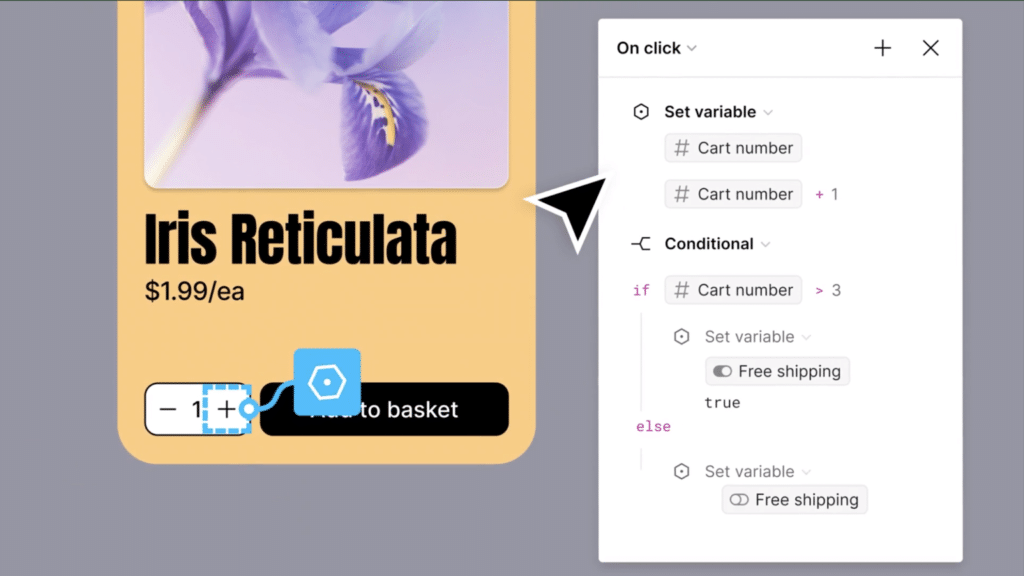 Iris Reticulata
$1.99/ea
− 1 +
to basket
On click
Set variable
# Cart number
# Cart number + 1
Conditional
if # Cart number > 3
Set variable
Free shipping
true
else
Set variable
Free shipping